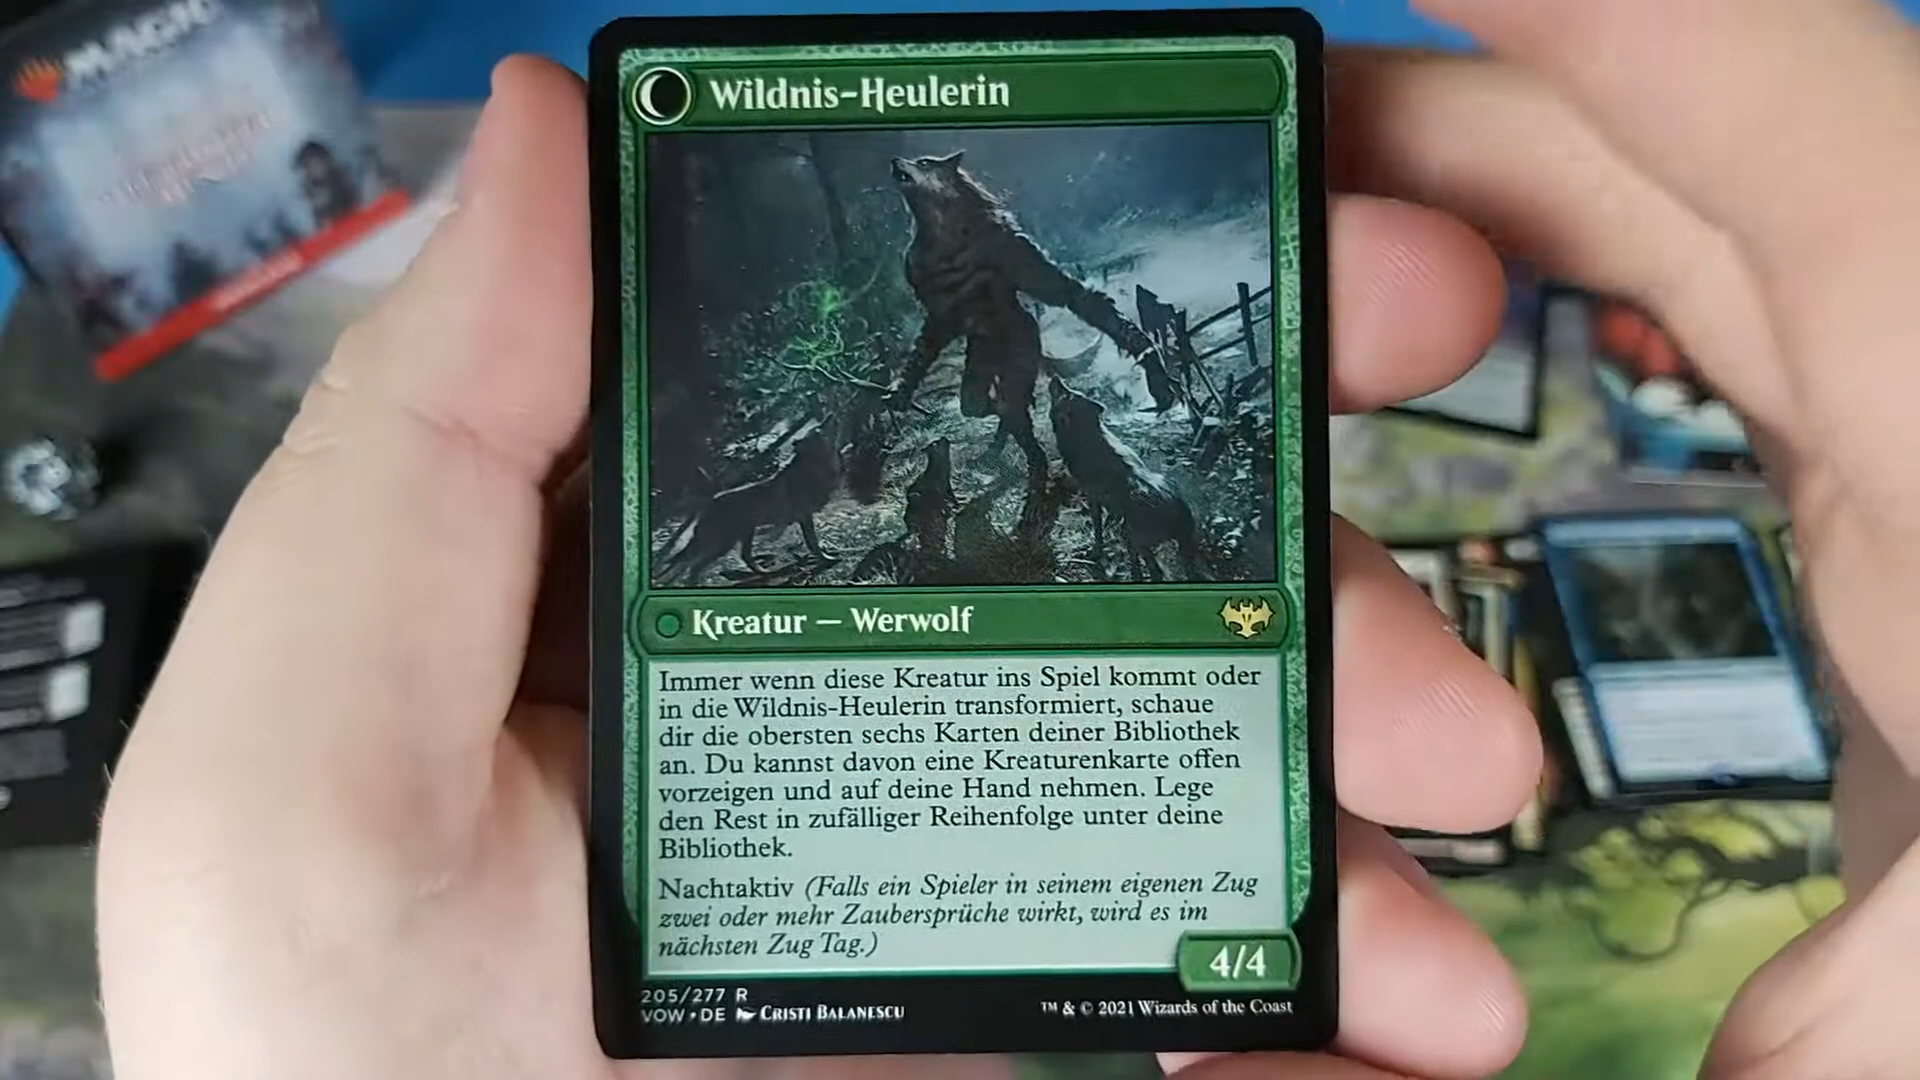 MAGIC
Wildnis-Heulerin
Kreatur — Werwolf
Immer wenn diese Kreatur ins Spiel kommt oder
in die Wildnis-Heulerin transformiert, schaue
dir die obersten sechs Karten deiner Bibliothek
an. Du kannst davon eine Kreaturenkarte offen
vorzeigen und auf deine Hand nehmen. Lege
den Rest in zufälliger Reihenfolge unter deine
Bibliothek.
Nachtaktiv (Falls ein Spieler in seinem eigenen Zug
zwei oder mehr Zaubersprüche wirkt, wird es im
nächsten Zug Tag.)
4/4
205/277 R
VOW • DE CRISTI BALANESCU
™ & © 2021 Wizards of the Coast